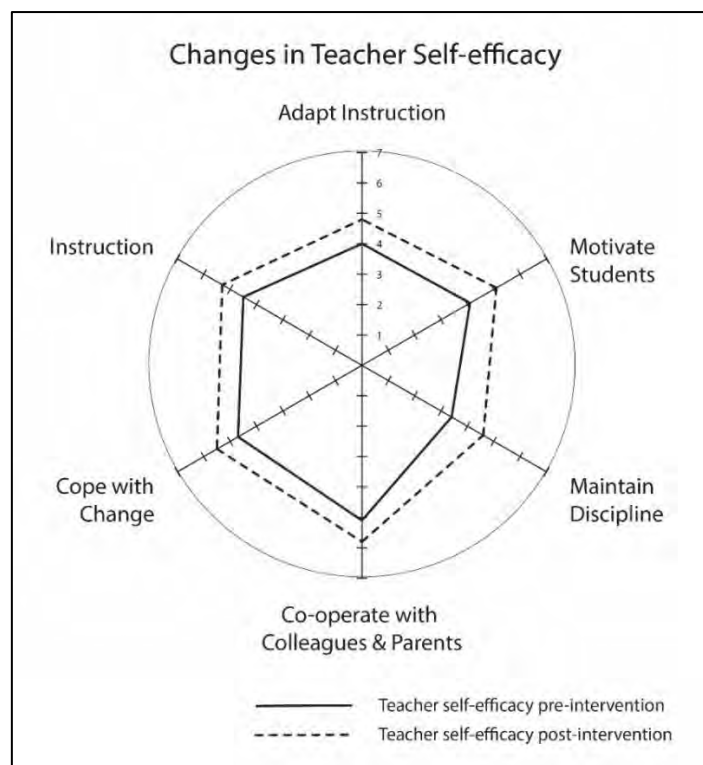 Changes in Teacher Self-efficacy
Adapt Instruction
7
6
5
4
3
2
1
Instruction
Motivate
Students
Cope with
Change
Maintain
Discipline
Co-operate with
Colleagues & Parents
Teacher self-efficacy pre-intervention
Teacher self-efficacy post-intervention